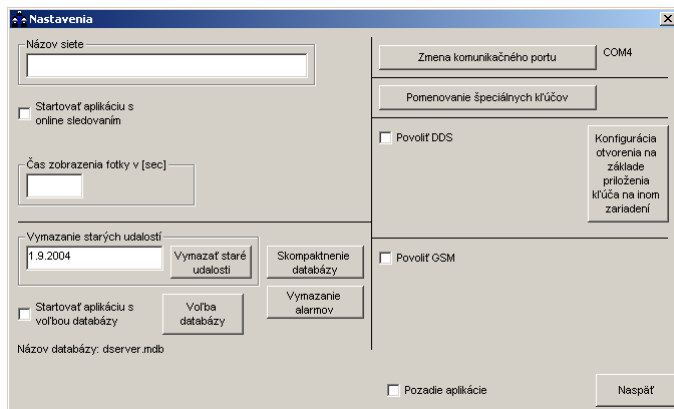 Nastavenia
Názov siete
Startovať aplikáciu s
online sledovaním
Čas zobrazenia fotky v [sec]
Vymazanie starých udalostí
1.9.2004
Vymazať staré
udalosti
Skompaktnenie
databázy
Startovať aplikáciu s
voľbou databázy
Voľba
databázy
Vymazanie
alarmov
Názov databázy: dserver.mdb
Zmena komunikačného portu
COM4
Pomenovanie špeciálnych kľúčov
Povoliť DDS
Konfigurácia
otvorenia na
základe
priloženia
kľúča na inom
zariadení
Povoliť GSM
Pozadie aplikácie
Naspäť